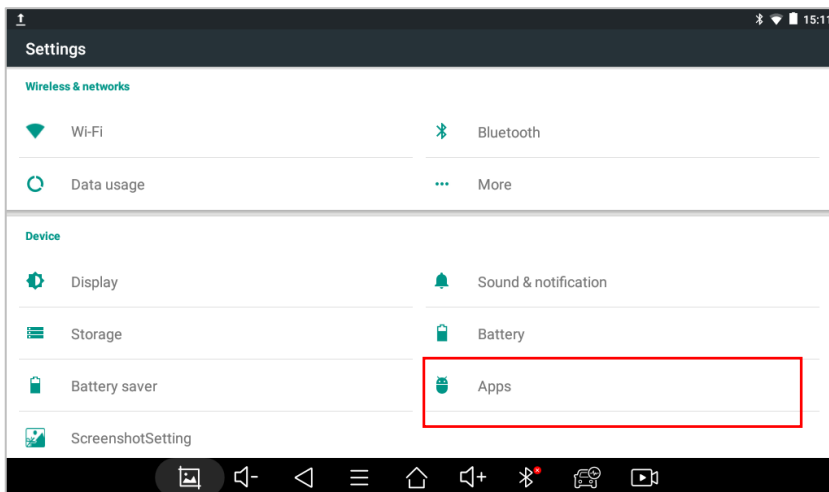 15:11
Settings
Wireless & networks
Wi-Fi Bluetooth
Data usage More
Device
Display Sound & notification
Storage Battery
Battery saver Apps
ScreenshotSetting